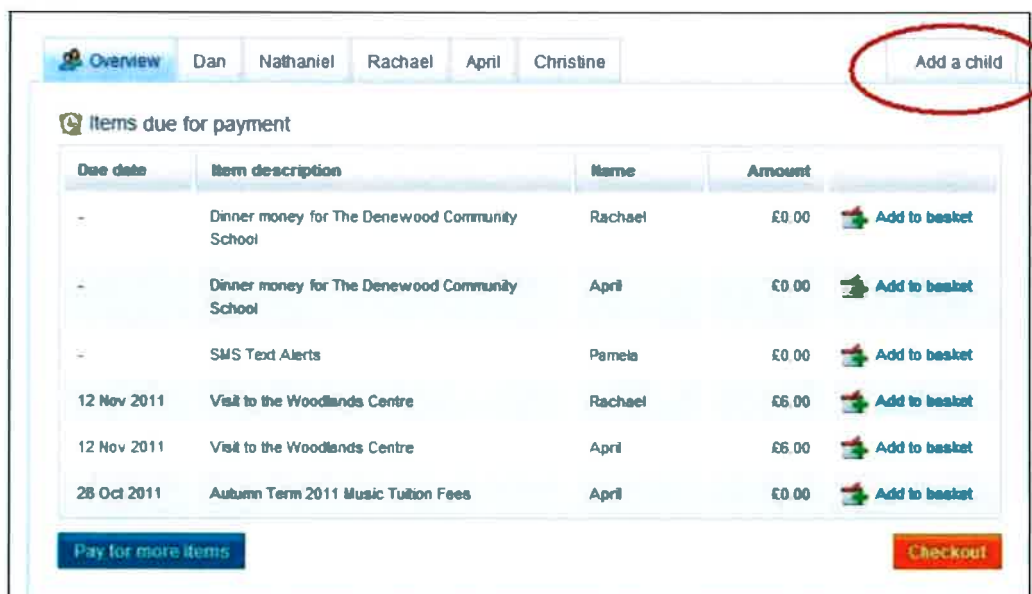 Overview Dan Nathaniel Rachael April Christine Add a child
Items due for payment
Due date Item description Name Amount
- Dinner money for The Denewood Community School Rachael £0.00 Add to basket
- Dinner money for The Denewood Community School April £0.00 Add to basket
- SMS Text Alerts Pamela £0.00 Add to basket
12 Nov 2011 Visit to the Woodlands Centre Rachael £6.00 Add to basket
12 Nov 2011 Visit to the Woodlands Centre April £6.00 Add to basket
28 Oct 2011 Autumn Term 2011 Music Tuition Fees April £0.00 Add to basket
Pay for more items Checkout